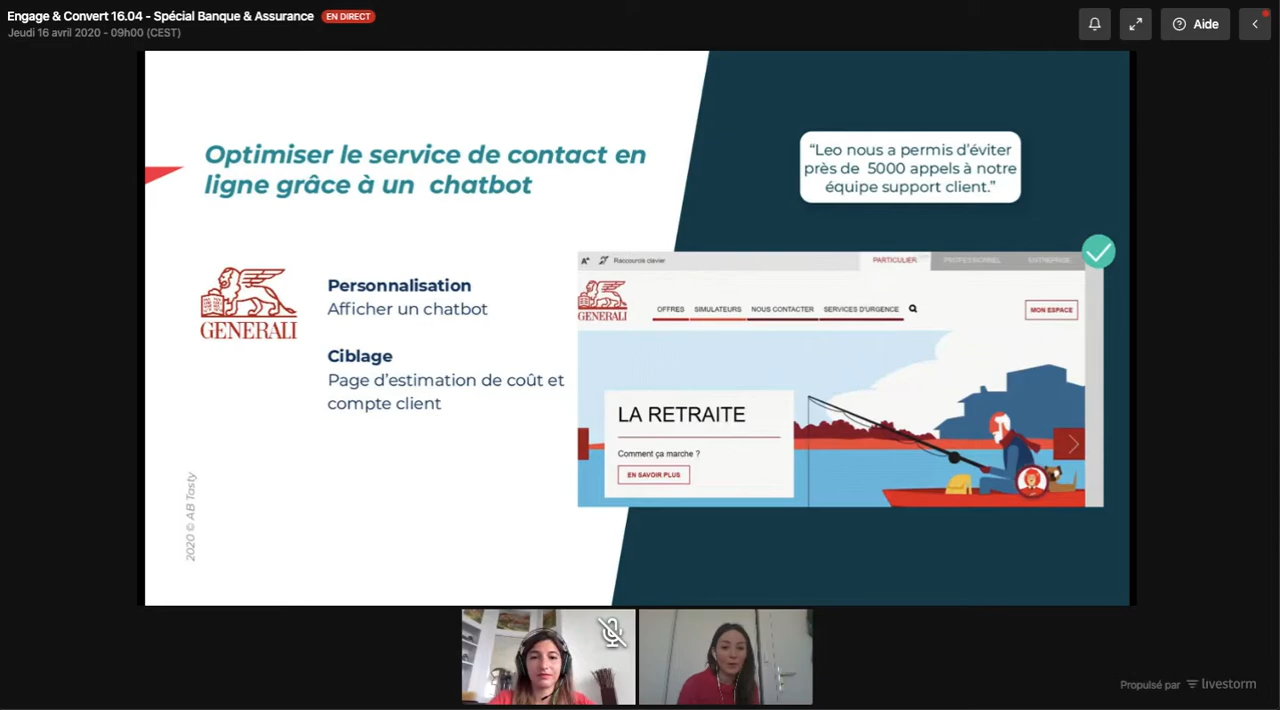 Engage & Convert 16.04 - Spécial Banque & Assurance
EN DIRECT
Jeudi 16 avril 2020 - 09h00 (CEST)
Aide
Optimiser le service de contact en
ligne grâce à un chatbot
“Leo nous a permis d’éviter
près de 5000 appels à notre
équipe support client.”
GENERALI
Personnalisation
Afficher un chatbot
Ciblage
Page d’estimation de coût et
compte client
Raccourcis clavier
PARTICULIER
PROFESSIONNEL
ENTREPRISE
GENERALI
OFFRES
SIMULATEURS
NOUS CONTACTER
SERVICES D'URGENCE
MON ESPACE
LA RETRAITE
Comment ça marche ?
EN SAVOIR PLUS
2020 © AB Tasty
Propulsé par livestorm